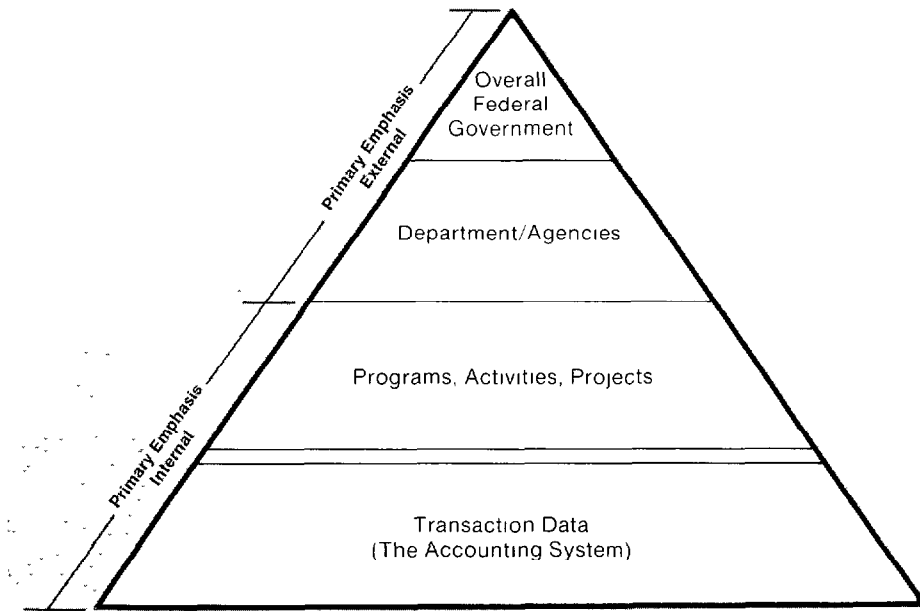 Primary Emphasis
External
Overall
Federal
Government
Department/Agencies
Primary Emphasis
Internal
Programs, Activities, Projects
Transaction Data
(The Accounting System)